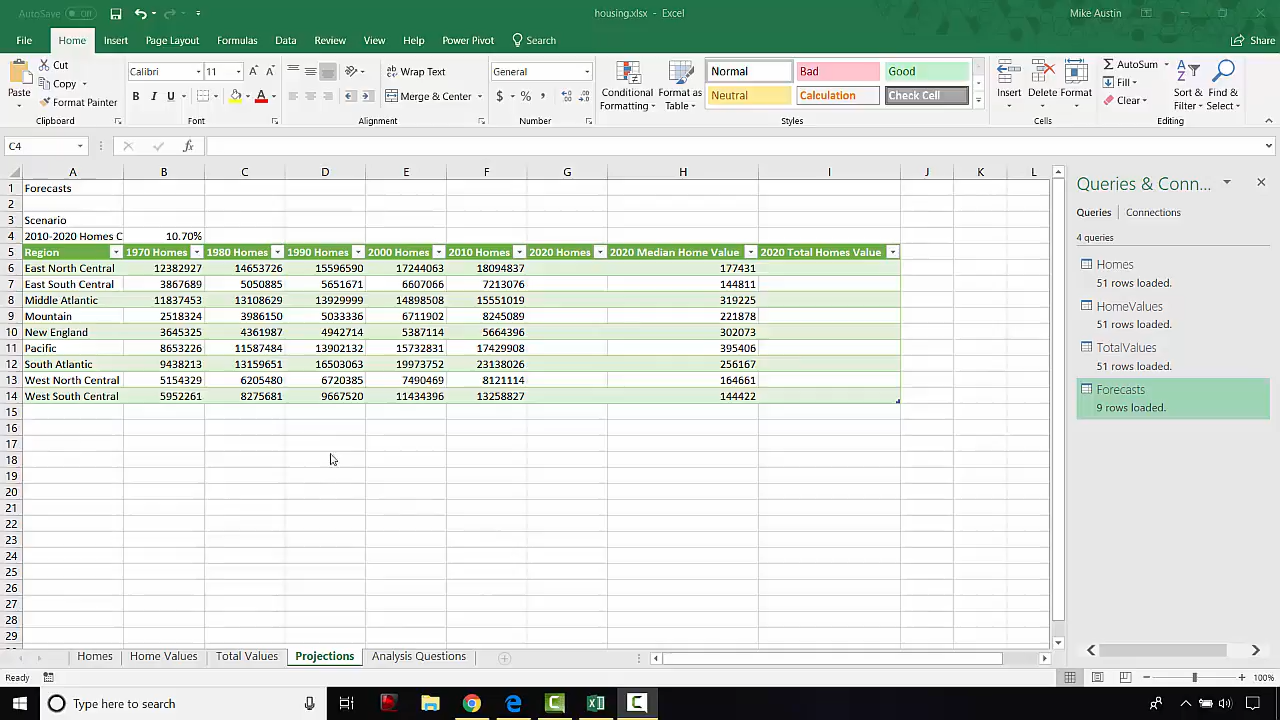 AutoSave Off housing.xlsx - Excel Mike Austin
File Home Insert Page Layout Formulas Data Review View Help Power Pivot Search Share
Paste Cut Copy Format Painter Clipboard
Calibri 11 B I U A Font
Wrap Text Merge & Center Alignment
General $ % , Number
Conditional Formatting Format as Table Normal Bad Good Neutral Calculation Check Cell Styles
Insert Delete Format Cells
AutoSum Fill Clear Sort & Filter Find & Select Editing
C4 fx
A B C D E F G H I J K L
1 Forecasts
2
3 Scenario
4 2010-2020 Homes C 10.70%
5 Region 1970 Homes 1980 Homes 1990 Homes 2000 Homes 2010 Homes 2020 Homes 2020 Median Home Value 2020 Total Homes Value
6 East North Central 12382927 14653726 15596590 17244063 18094837 177431
7 East South Central 3867689 5050885 5651671 6607066 7213076 144811
8 Middle Atlantic 11837453 13108629 13929999 14898508 15551019 319225
9 Mountain 2518324 3986150 5033336 6711902 8245089 221878
10 New England 3645325 4361987 4942714 5387114 5664396 302073
11 Pacific 8653226 11587484 13902132 15732831 17429908 395406
12 South Atlantic 9438213 13159651 16503063 19973752 23138026 256167
13 West North Central 5154329 6205480 6720385 7490469 8121114 164661
14 West South Central 5952261 8275681 9667520 11434396 13258827 144422
15
16
17
18
19
20
21
22
23
24
25
26
27
28
29
Queries & Conn...
Queries Connections
4 queries
Homes
51 rows loaded.
HomeValues
51 rows loaded.
TotalValues
51 rows loaded.
Forecasts
9 rows loaded.
Homes Home Values Total Values Projections Analysis Questions
Ready 100%
Type here to search